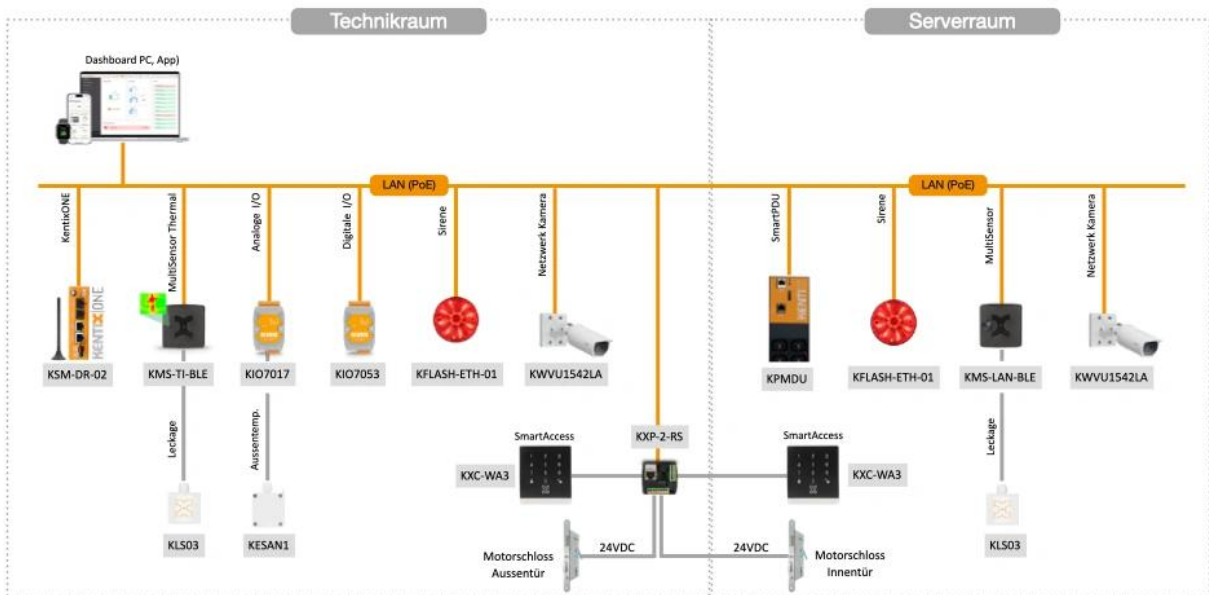 Technikraum
Serverraum
Dashboard PC, App)
LAN (PoE)
LAN (PoE)
KentixONE
MultiSensor Thermal
Analoge I/O
Digitale I/O
Sirene
Netzwerk Kamera
SmartPDU
Sirene
MultiSensor
Netzwerk Kamera
KENTIXONE
KENTI
KSM-DR-02
KMS-TI-BLE
KIO7017
KIO7053
KFLASH-ETH-01
KWVU1542LA
KPMDU
KFLASH-ETH-01
KMS-LAN-BLE
KWVU1542LA
Leckage
Aussentemp.
SmartAccess
KXP-2-RS
SmartAccess
Leckage
KXC-WA3
KXC-WA3
KLS03
KESAN1
KLS03
Motorschloss
Aussentür
24VDC
24VDC
Motorschloss
Innentür